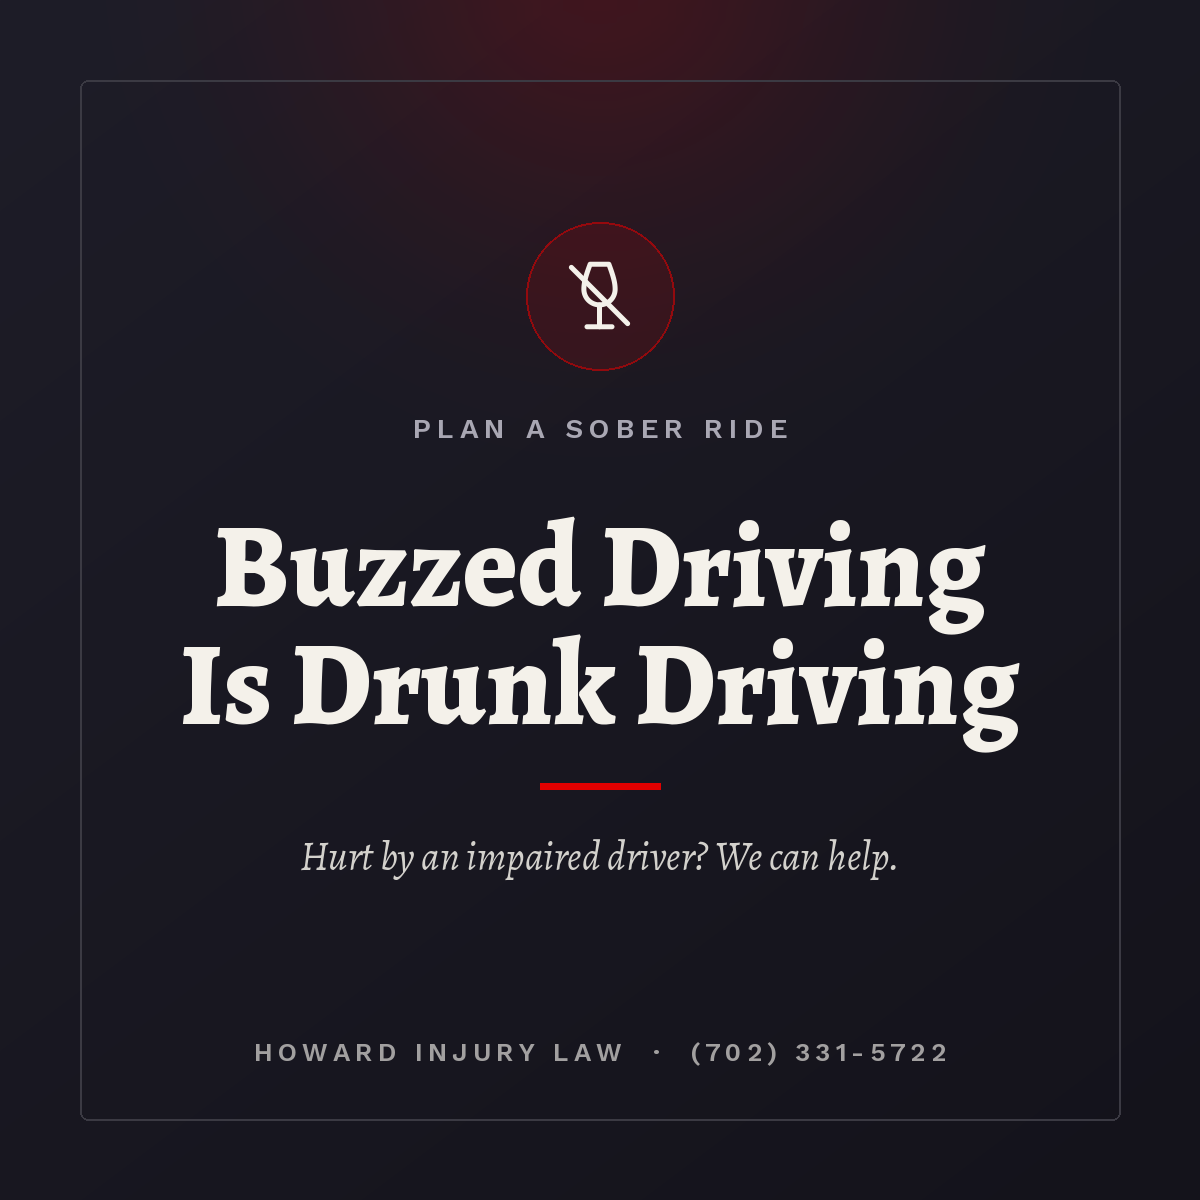 PLAN A SOBER RIDE
Buzzed Driving
Is Drunk Driving
Hurt by an impaired driver? We can help.
HOWARD INJURY LAW · (702) 331-5722